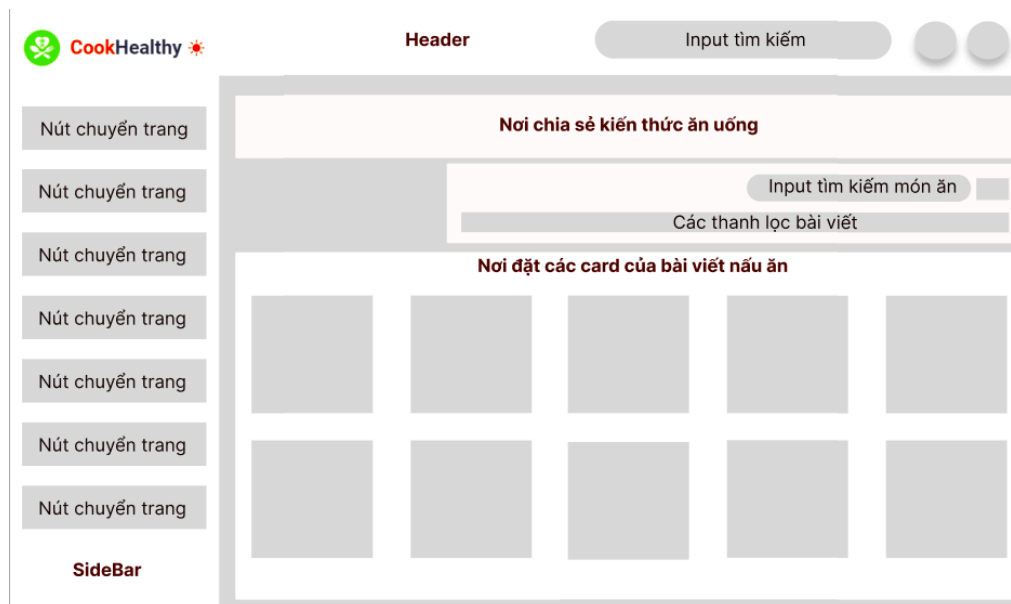 CookHealthy
Header
Input tìm kiếm
Nút chuyển trang
Nút chuyển trang
Nút chuyển trang
Nút chuyển trang
Nút chuyển trang
Nút chuyển trang
Nút chuyển trang
SideBar
Nơi chia sẻ kiến thức ăn uống
Input tìm kiếm món ăn
Các thanh lọc bài viết
Nơi đặt các card của bài viết nấu ăn